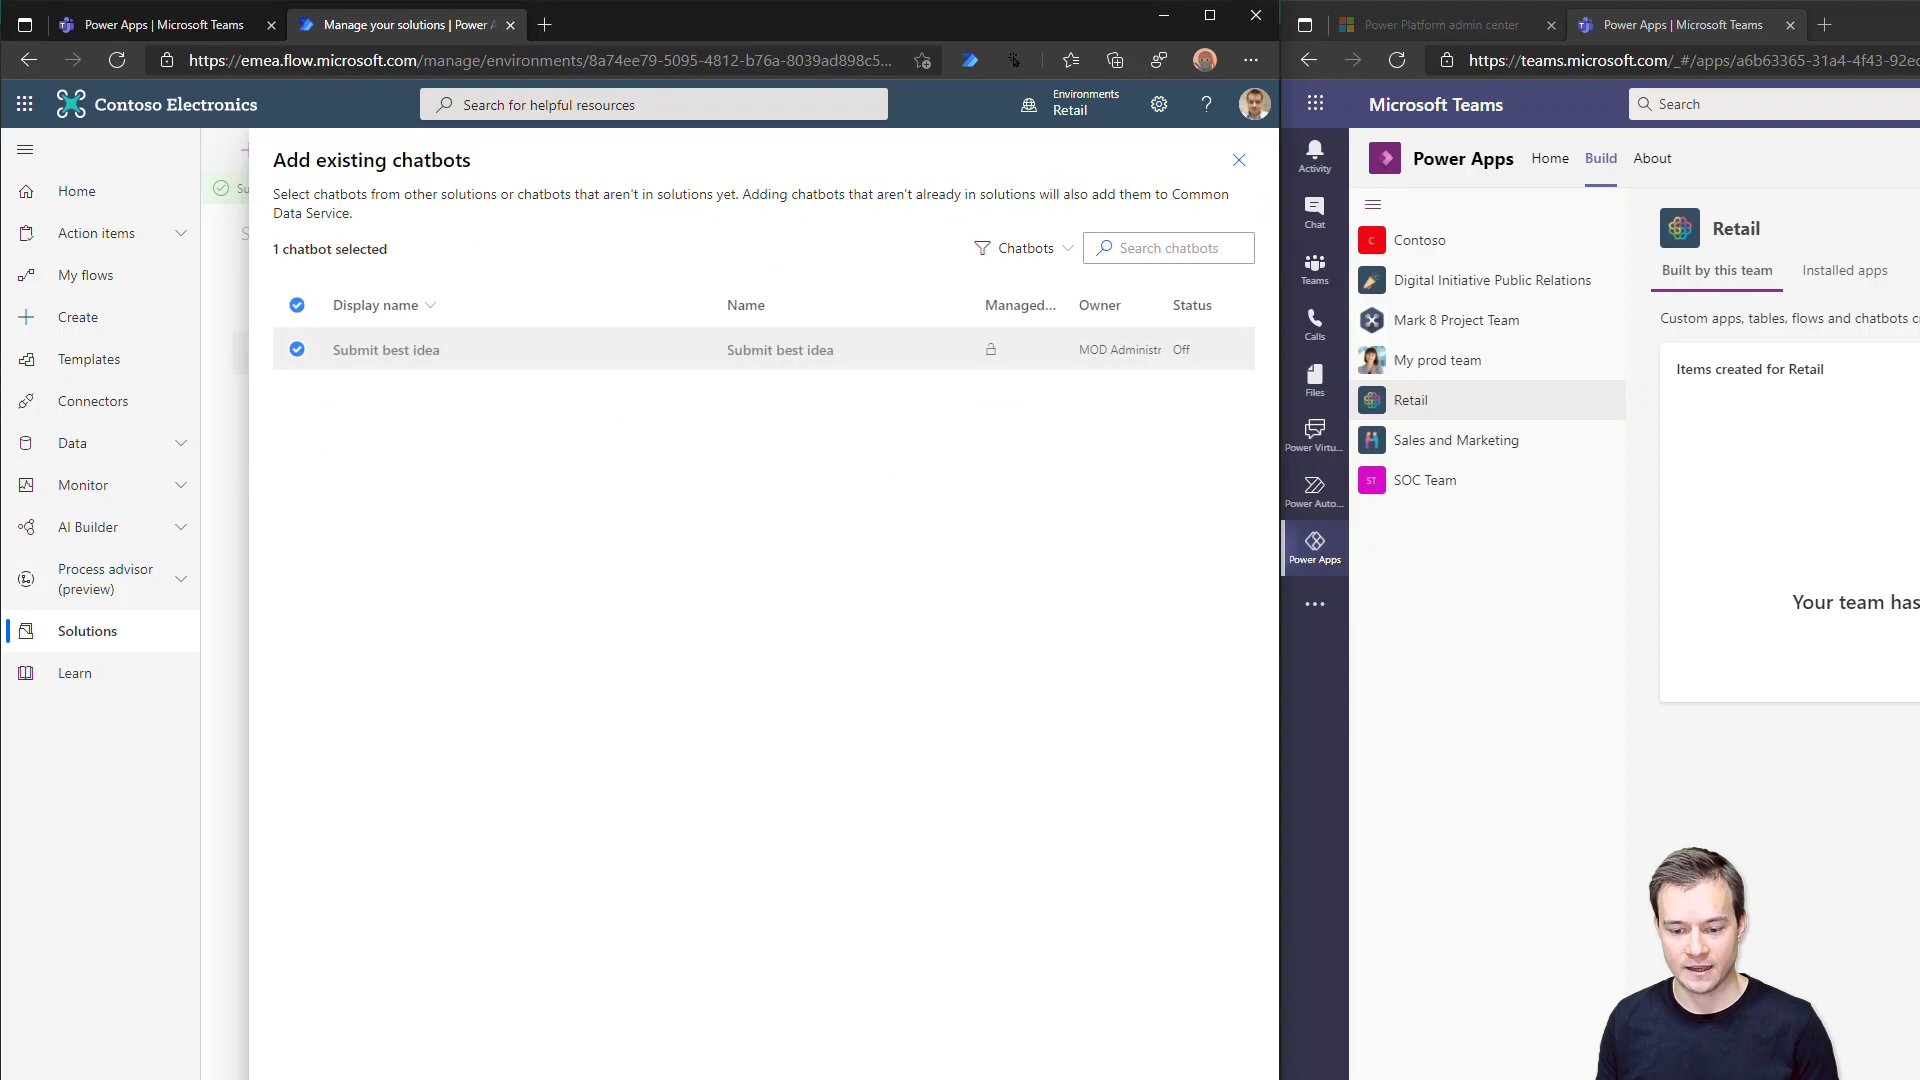 Power Apps | Microsoft Teams
Manage your solutions | Power A
https://emea.flow.microsoft.com/manage/environments/8a74ee79-5095-4812-b76a-8039ad898c5...
Contoso Electronics
Search for helpful resources
Environments
Retail
Home
Action items
My flows
Create
Templates
Connectors
Data
Monitor
AI Builder
Process advisor
(preview)
Solutions
Learn
Su
S
Add existing chatbots
Select chatbots from other solutions or chatbots that aren't in solutions yet. Adding chatbots that aren't already in solutions will also add them to Common
Data Service.
1 chatbot selected
Chatbots
Search chatbots
Display name Name Managed... Owner Status
Submit best idea Submit best idea MOD Administr Off
Power Platform admin center
Power Apps | Microsoft Teams
https://teams.microsoft.com/_#/apps/a6b63365-31a4-4f43-92ec
Microsoft Teams
Search
Activity
Chat
Teams
Calls
Files
Power Virtu...
Power Auto...
Power Apps
Power Apps Home Build About
C Contoso
Digital Initiative Public Relations
Mark 8 Project Team
My prod team
Retail
Sales and Marketing
ST SOC Team
Retail
Built by this team Installed apps
Custom apps, tables, flows and chatbots c
Items created for Retail
Your team has